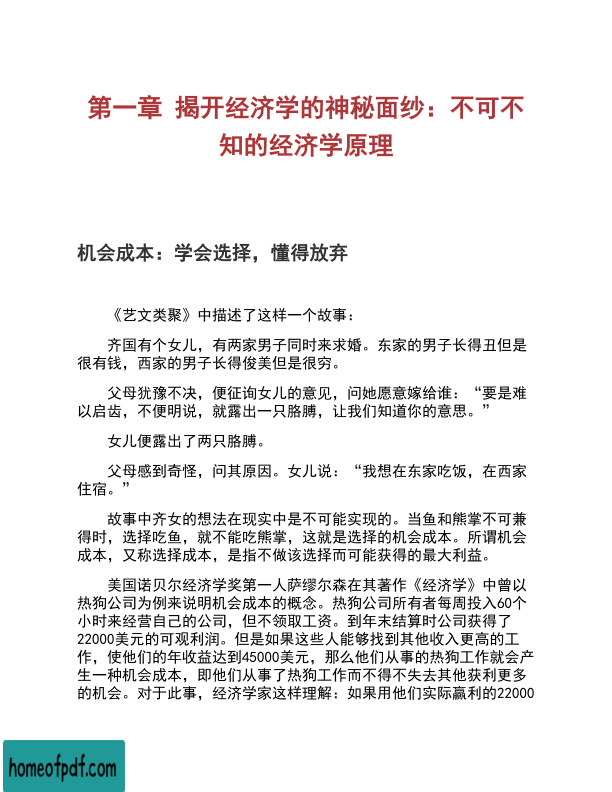 第一章 揭开经济学的神秘面纱：不可不
知的经济学原理
机会成本：学会选择，懂得放弃
《艺文类聚》中描述了这样一个故事：
齐国有个女儿，有两家男子同时来求婚。东家的男子长得丑但是
很有钱，西家的男子长得俊美但是很穷。
父母犹豫不决，便征询女儿的意见，问她愿意嫁给谁：“要是难
以启齿，不便明说，就露出一只胳膊，让我们知道你的意思。”
女儿便露出了两只胳膊。
父母感到奇怪，问其原因。女儿说：“我想在东家吃饭，在西家
住宿。”
故事中齐女的想法在现实中是不可能实现的。当鱼和熊掌不可兼
得时，选择吃鱼，就不能吃熊掌，这就是选择的机会成本。所谓机会
成本，又称选择成本，是指不做该选择而可能获得的最大利益。
美国诺贝尔经济学奖第一人萨缪尔森在其著作《经济学》中曾以
热狗公司为例来说明机会成本的概念。热狗公司所有者每周投入60个
小时来经营自己的公司，但不领取工资。到年末结算时公司获得了
22000美元的可观利润。但是如果这些人能够找到其他收入更高的工
作，使他们的年收益达到45000美元，那么他们从事的热狗工作就会产
生一种机会成本，即他们从事了热狗工作而不得不失去其他获利更多
的机会。对于此事，经济学家这样理解：如果用他们实际赢利的22000
homeofpdf.com